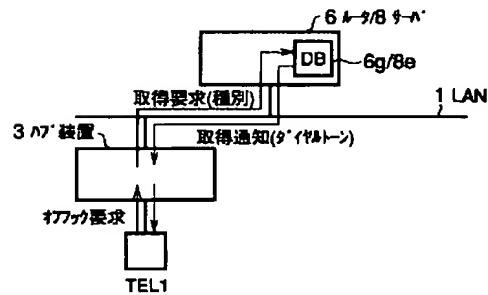 6 ルータ/8 サーバ
DB
6g/8e
取得要求(種別)
1 LAN
3 ハブ装置
取得通知(ダイヤルトーン)
オフフック要求
TEL1